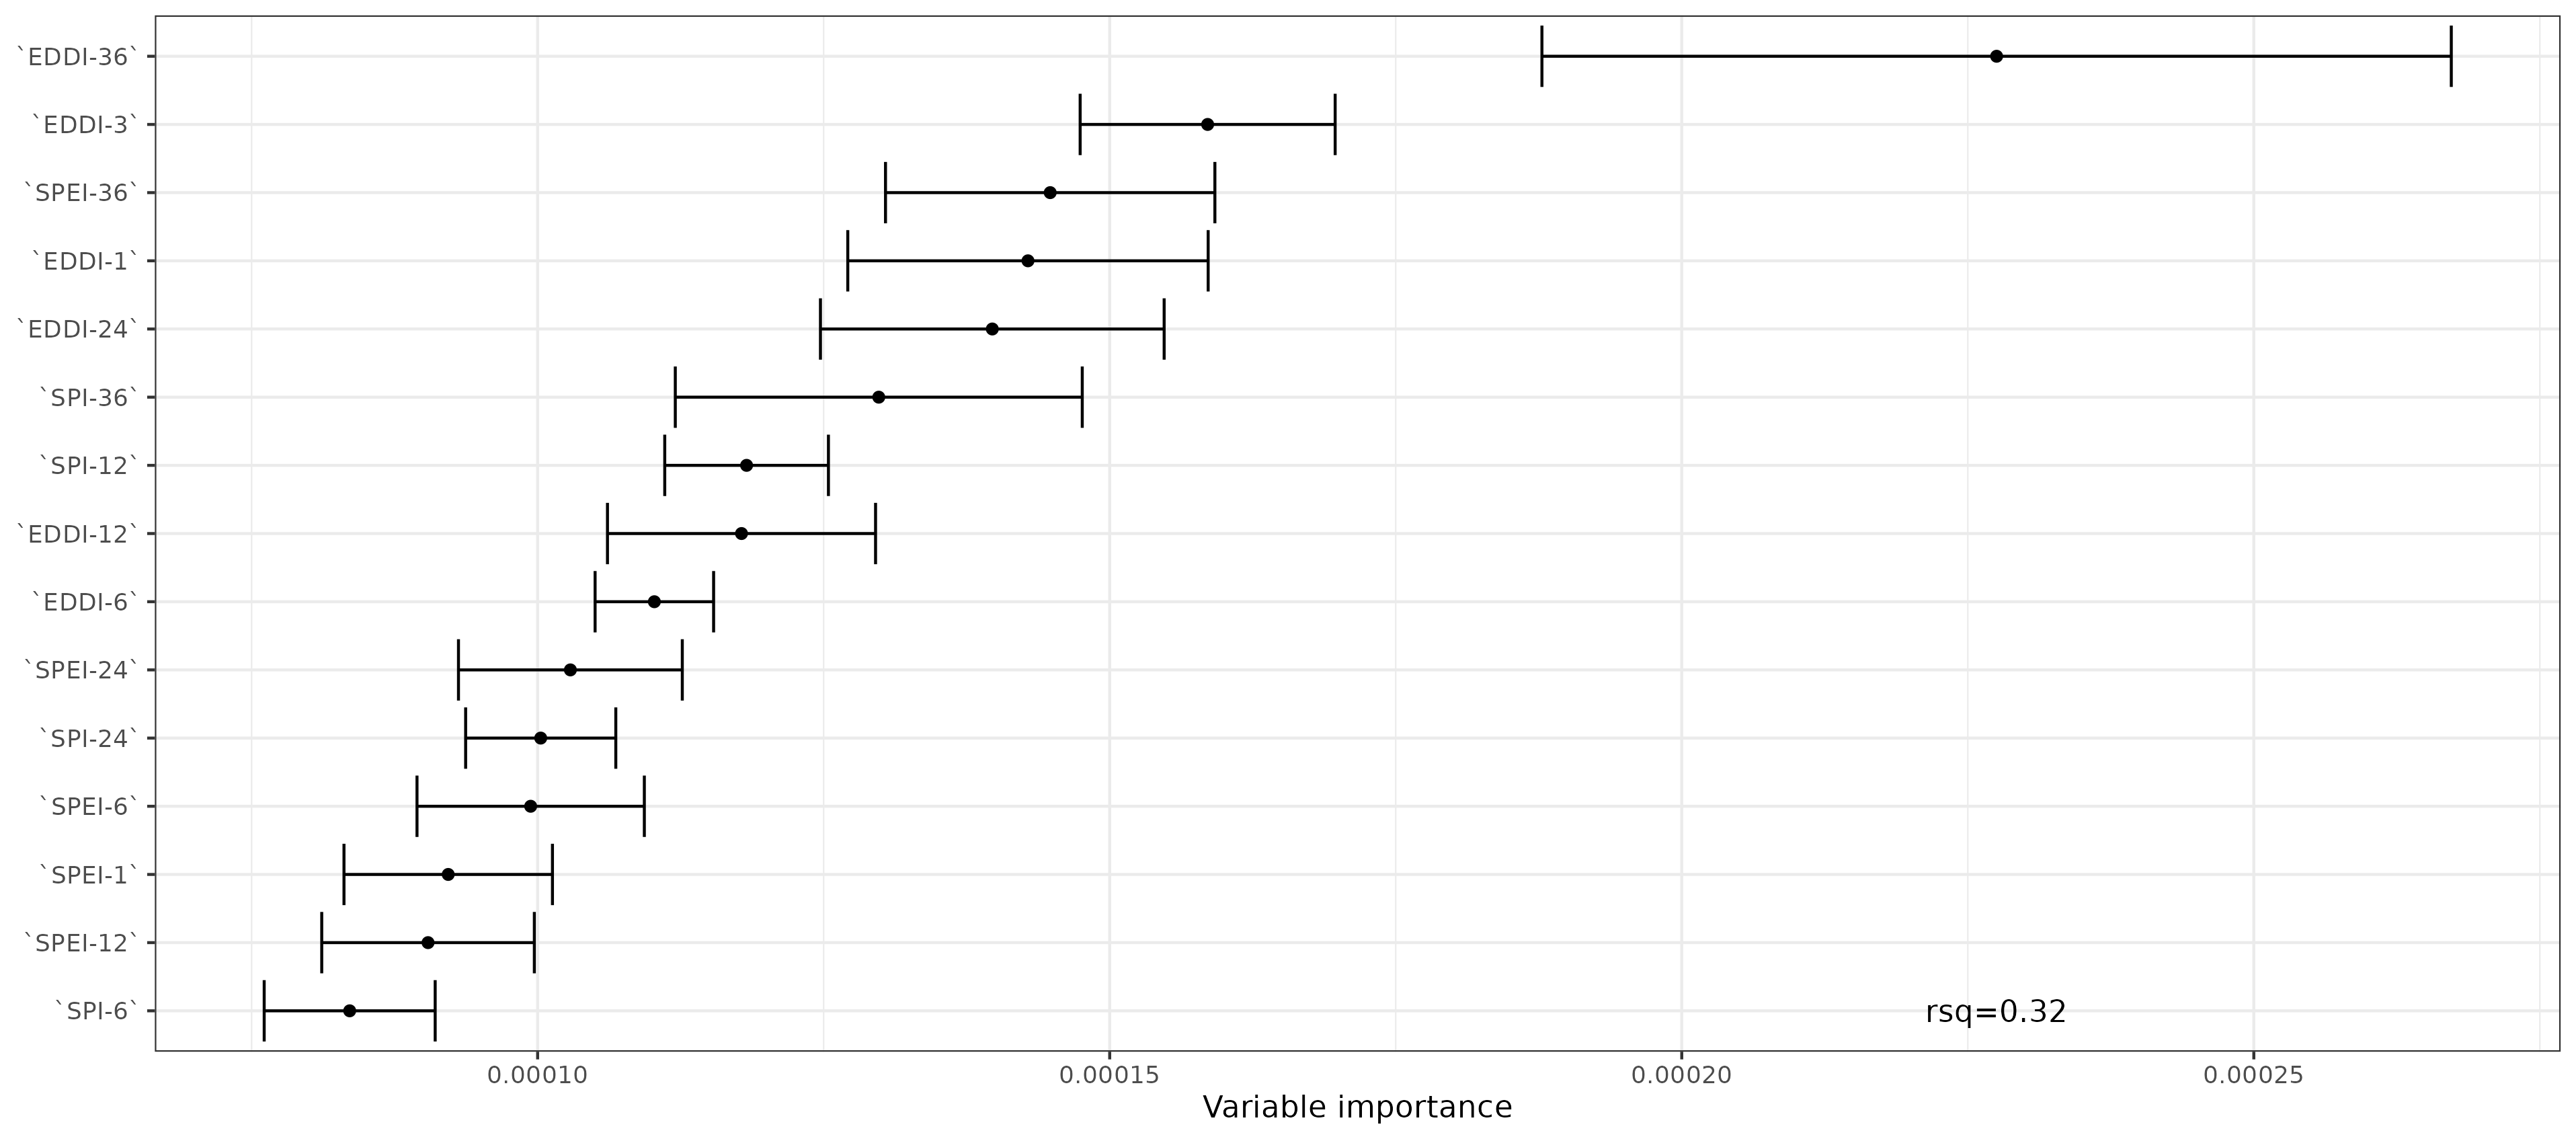 `EDDI-36`
`EDDI-3`
`SPEI-36`
`EDDI-1`
`EDDI-24`
`SPI-36`
`SPI-12`
`EDDI-12`
`EDDI-6`
`SPEI-24`
`SPI-24`
`SPEI-6`
`SPEI-1`
`SPEI-12`
`SPI-6`
rsq=0.32
0.00010 0.00015 0.00020 0.00025
Variable importance